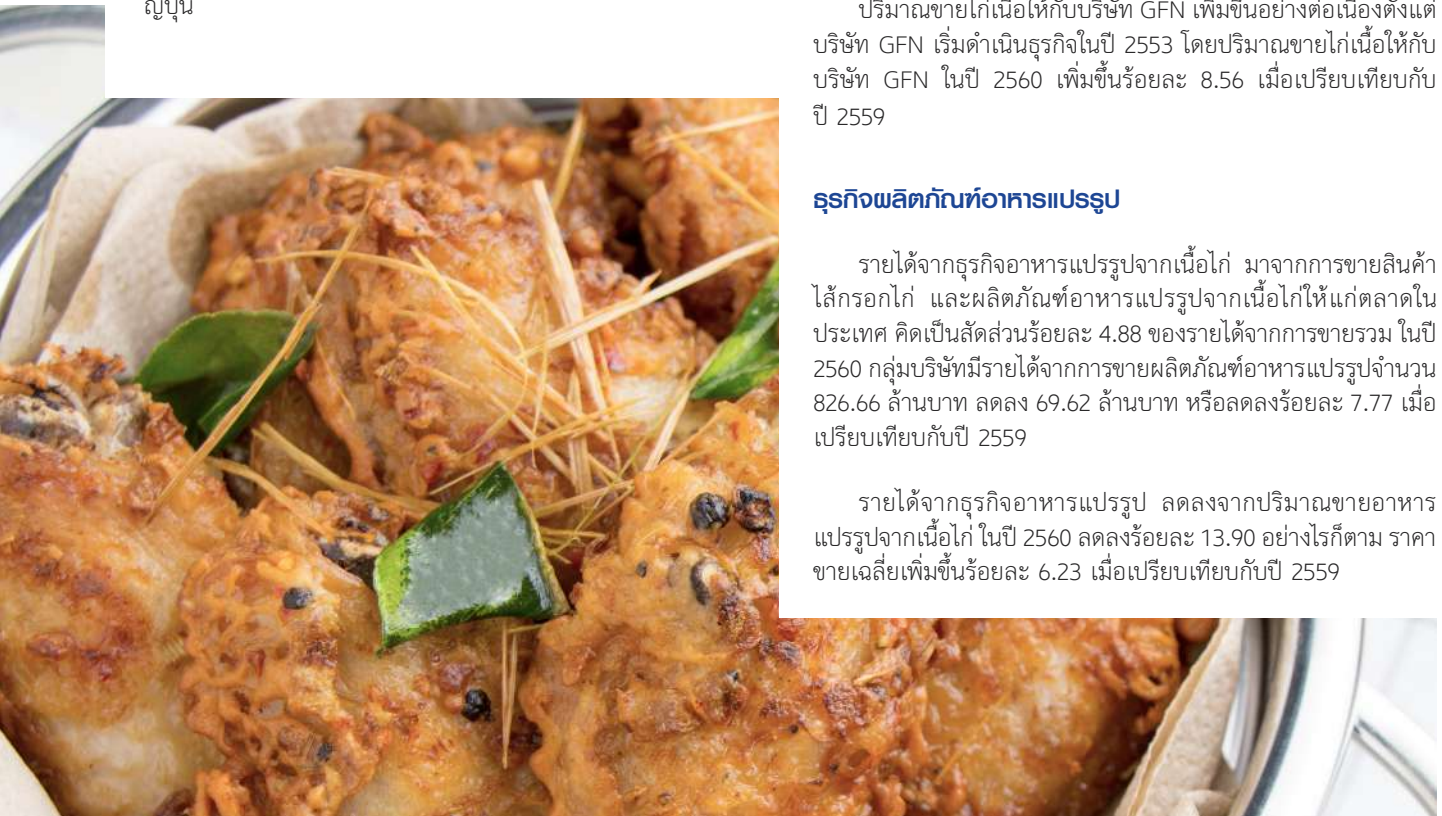 ญี่ปุ่น
ปริมาณขายไก่เนื้อให้กับบริษัท GFN เพิ่มขึ้นอย่างต่อเนื่องตั้งแต่
บริษัท GFN เริ่มดำเนินธุรกิจในปี 2553 โดยปริมาณขายไก่เนื้อให้กับ
บริษัท GFN ในปี 2560 เพิ่มขึ้นร้อยละ 8.56 เมื่อเปรียบเทียบกับ
ปี 2559
ธุรกิจผลิตภัณฑ์อาหารแปรรูป
รายได้จากธุรกิจอาหารแปรรูปจากเนื้อไก่ มาจากการขายสินค้า
ไส้กรอกไก่ และผลิตภัณฑ์อาหารแปรรูปจากเนื้อไก่ให้แก่ตลาดใน
ประเทศ คิดเป็นสัดส่วนร้อยละ 4.88 ของรายได้จากการขายรวม ในปี
2560 กลุ่มบริษัทมีรายได้จากการขายผลิตภัณฑ์อาหารแปรรูปจำนวน
826.66 ล้านบาท ลดลง 69.62 ล้านบาท หรือลดลงร้อยละ 7.77 เมื่อ
เปรียบเทียบกับปี 2559
รายได้จากธุรกิจอาหารแปรรูป ลดลงจากปริมาณขายอาหาร
แปรรูปจากเนื้อไก่ ในปี 2560 ลดลงร้อยละ 13.90 อย่างไรก็ตาม ราคา
ขายเฉลี่ยเพิ่มขึ้นร้อยละ 6.23 เมื่อเปรียบเทียบกับปี 2559